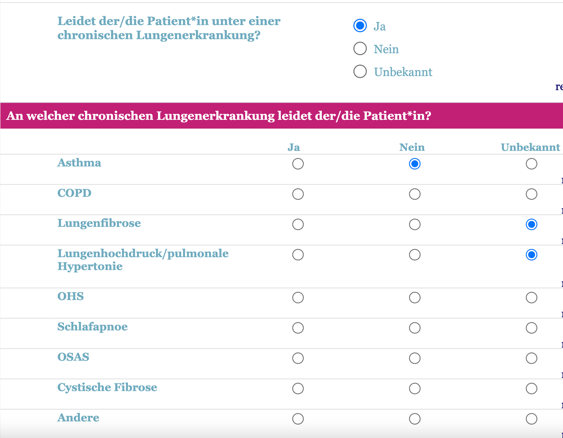 Leidet der/die Patient*in unter einer
chronischen Lungenerkrankung?
Ja
Nein
Unbekannt
re
An welcher chronischen Lungenerkrankung leidet der/die Patient*in?
Ja Nein Unbekannt
Asthma
COPD
Lungenfibrose
Lungenhochdruck/pulmonale
Hypertonie
OHS
Schlafapnoe
OSAS
Cystische Fibrose
Andere